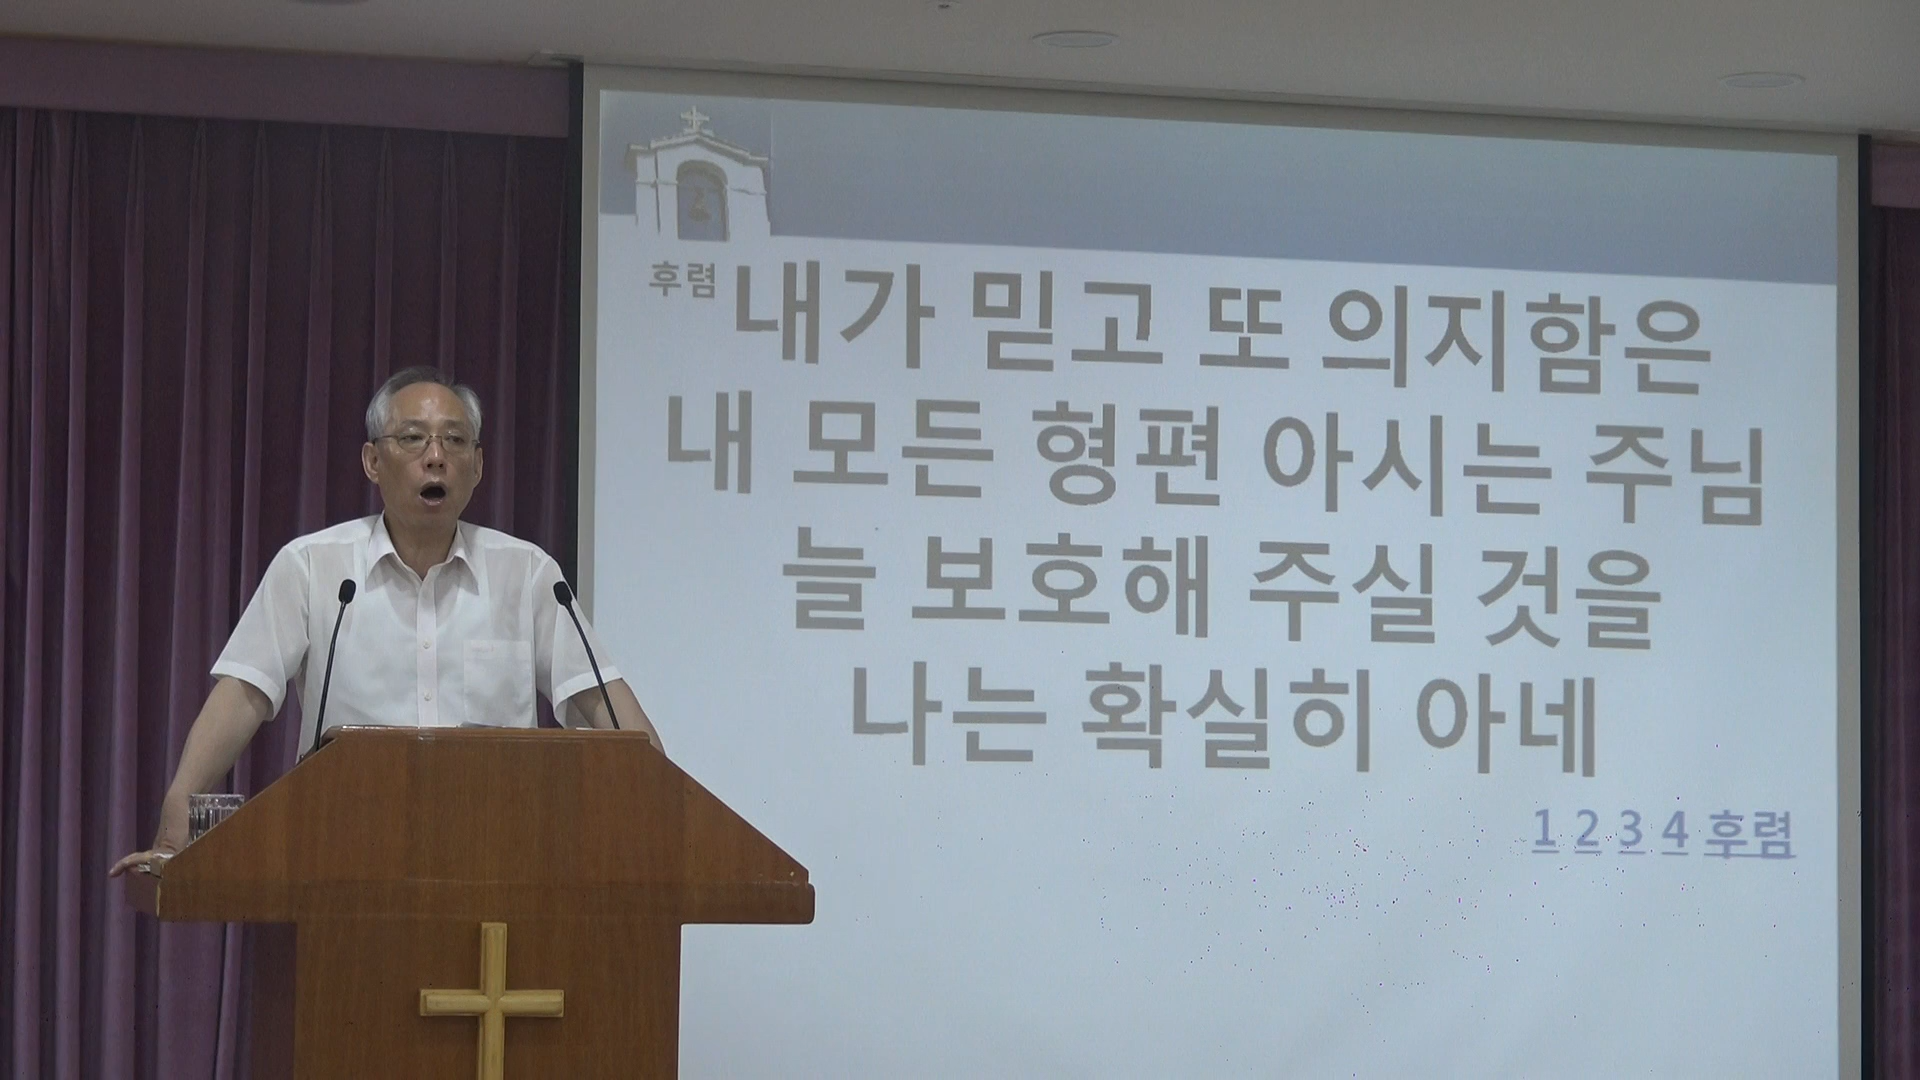 후렴 내가 믿고 또 의지함은
내 모든 형편 아시는 주님
늘 보호해 주실 것을
나는 확실히 아네
1 2 3 4 후렴